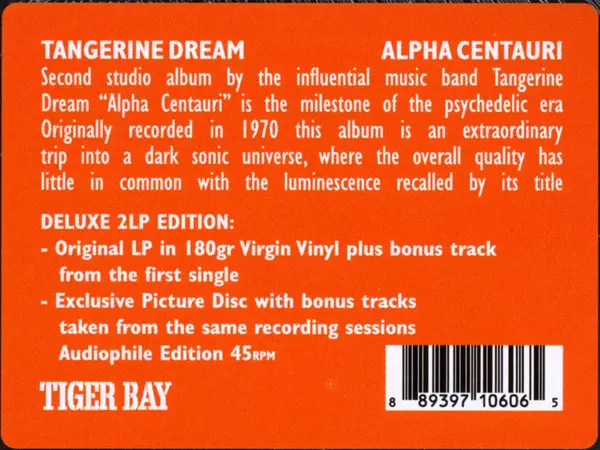 TANGERINE DREAM ALPHA CENTAURI
Second studio album by the influential music band Tangerine
Dream “Alpha Centauri” is the milestone of the psychedelic era
Originally recorded in 1970 this album is an extraordinary
trip into a dark sonic universe, where the overall quality has
little in common with the luminescence recalled by its title
DELUXE 2LP EDITION:
- Original LP in 180gr Virgin Vinyl plus bonus track
from the first single
- Exclusive Picture Disc with bonus tracks
taken from the same recording sessions
Audiophile Edition 45RPM
TIGER BAY
8 89397 10606 5